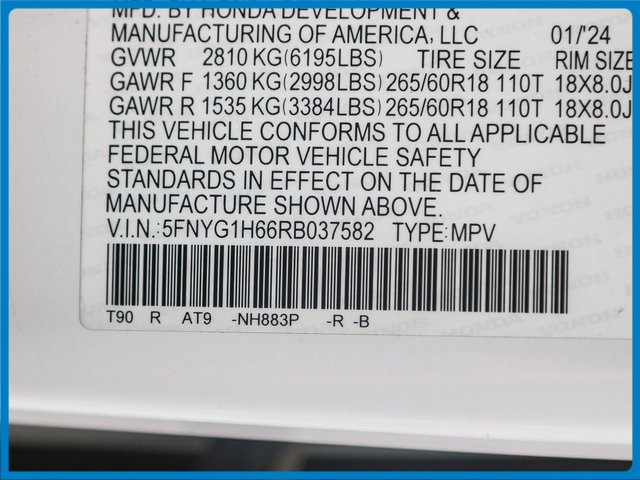 MFD. BY HONDA DEVELOPMENT &
MANUFACTURING OF AMERICA, LLC 01/'24
GVWR 2810 KG(6195LBS) TIRE SIZE RIM SIZE
GAWR F 1360 KG(2998LBS) 265/60R18 110T 18X8.0J
GAWR R 1535 KG(3384LBS) 265/60R18 110T 18X8.0J
THIS VEHICLE CONFORMS TO ALL APPLICABLE
FEDERAL MOTOR VEHICLE SAFETY
STANDARDS IN EFFECT ON THE DATE OF
MANUFACTURE SHOWN ABOVE.
V.I.N.:5FNYG1H66RB037582 TYPE:MPV
T90 R AT9 -NH883P -R -B